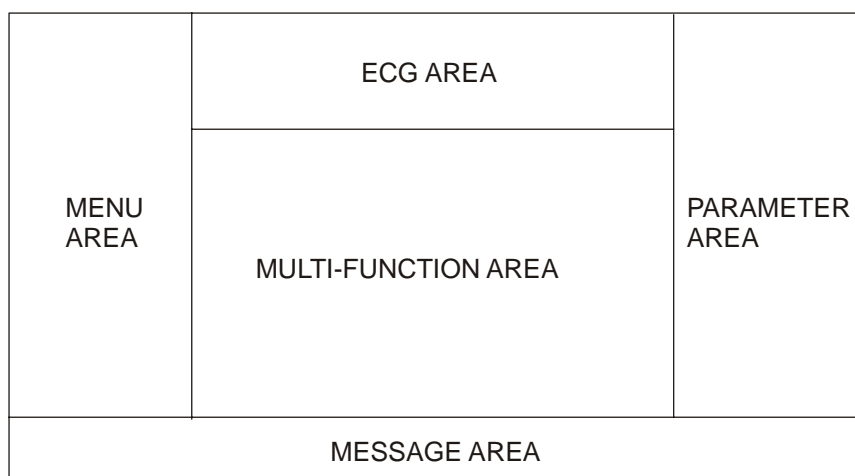 ECG AREA
MENU
AREA
PARAMETER
AREA
MULTI-FUNCTION AREA
MESSAGE AREA